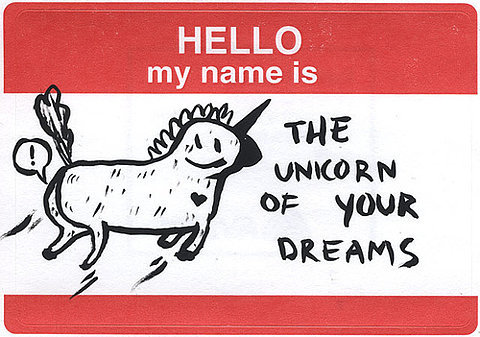 HELLO
my name is
!
THE
UNICORN
OF YOUR
DREAMS